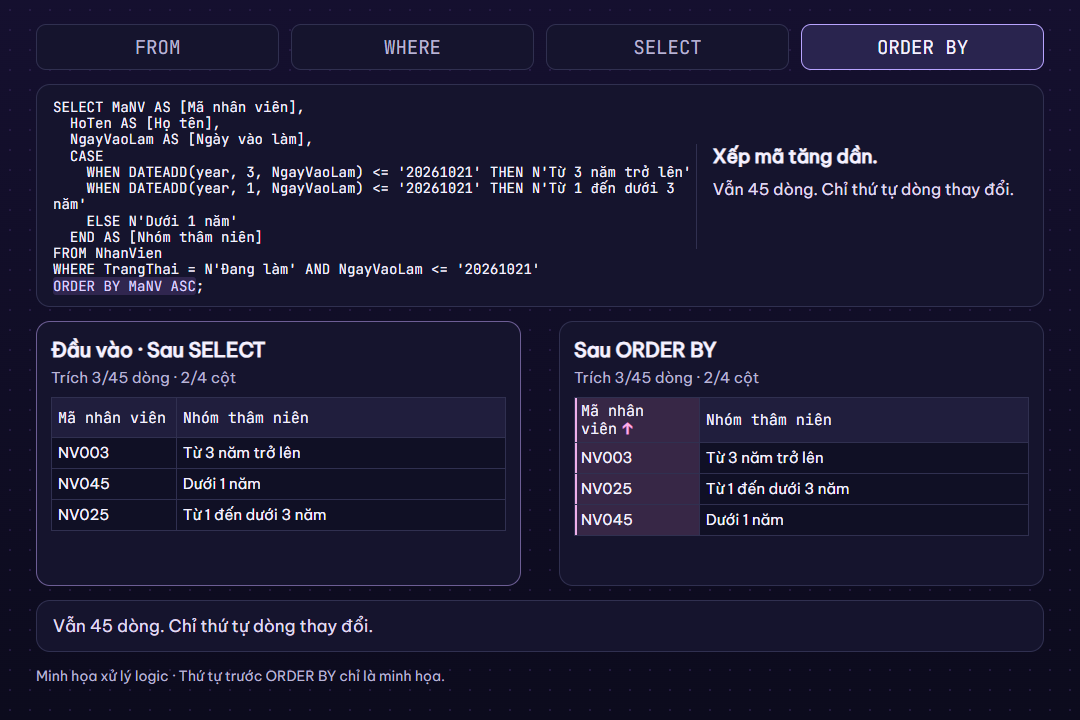 FROM
WHERE
SELECT
ORDER BY
SELECT MaNV AS [Mã nhân viên],
HoTen AS [Họ tên],
NgayVaoLam AS [Ngày vào làm],
CASE
WHEN DATEADD(year, 3, NgayVaoLam) <= '20261021' THEN N'Từ 3 năm trở lên'
WHEN DATEADD(year, 1, NgayVaoLam) <= '20261021' THEN N'Từ 1 đến dưới 3
năm'
ELSE N'Dưới 1 năm'
END AS [Nhóm thâm niên]
FROM NhanVien
WHERE TrangThai = N'Đang làm' AND NgayVaoLam <= '20261021'
ORDER BY MaNV ASC;
Xếp mã tăng dần.
Vẫn 45 dòng. Chỉ thứ tự dòng thay đổi.
Đầu vào · Sau SELECT
Trích 3/45 dòng · 2/4 cột
Mã nhân viên Nhóm thâm niên
NV003 Từ 3 năm trở lên
NV045 Dưới 1 năm
NV025 Từ 1 đến dưới 3 năm
Sau ORDER BY
Trích 3/45 dòng · 2/4 cột
Mã nhân
viên ↑ Nhóm thâm niên
NV003 Từ 3 năm trở lên
NV025 Từ 1 đến dưới 3 năm
NV045 Dưới 1 năm
Vẫn 45 dòng. Chỉ thứ tự dòng thay đổi.
Minh họa xử lý logic · Thứ tự trước ORDER BY chỉ là minh họa.